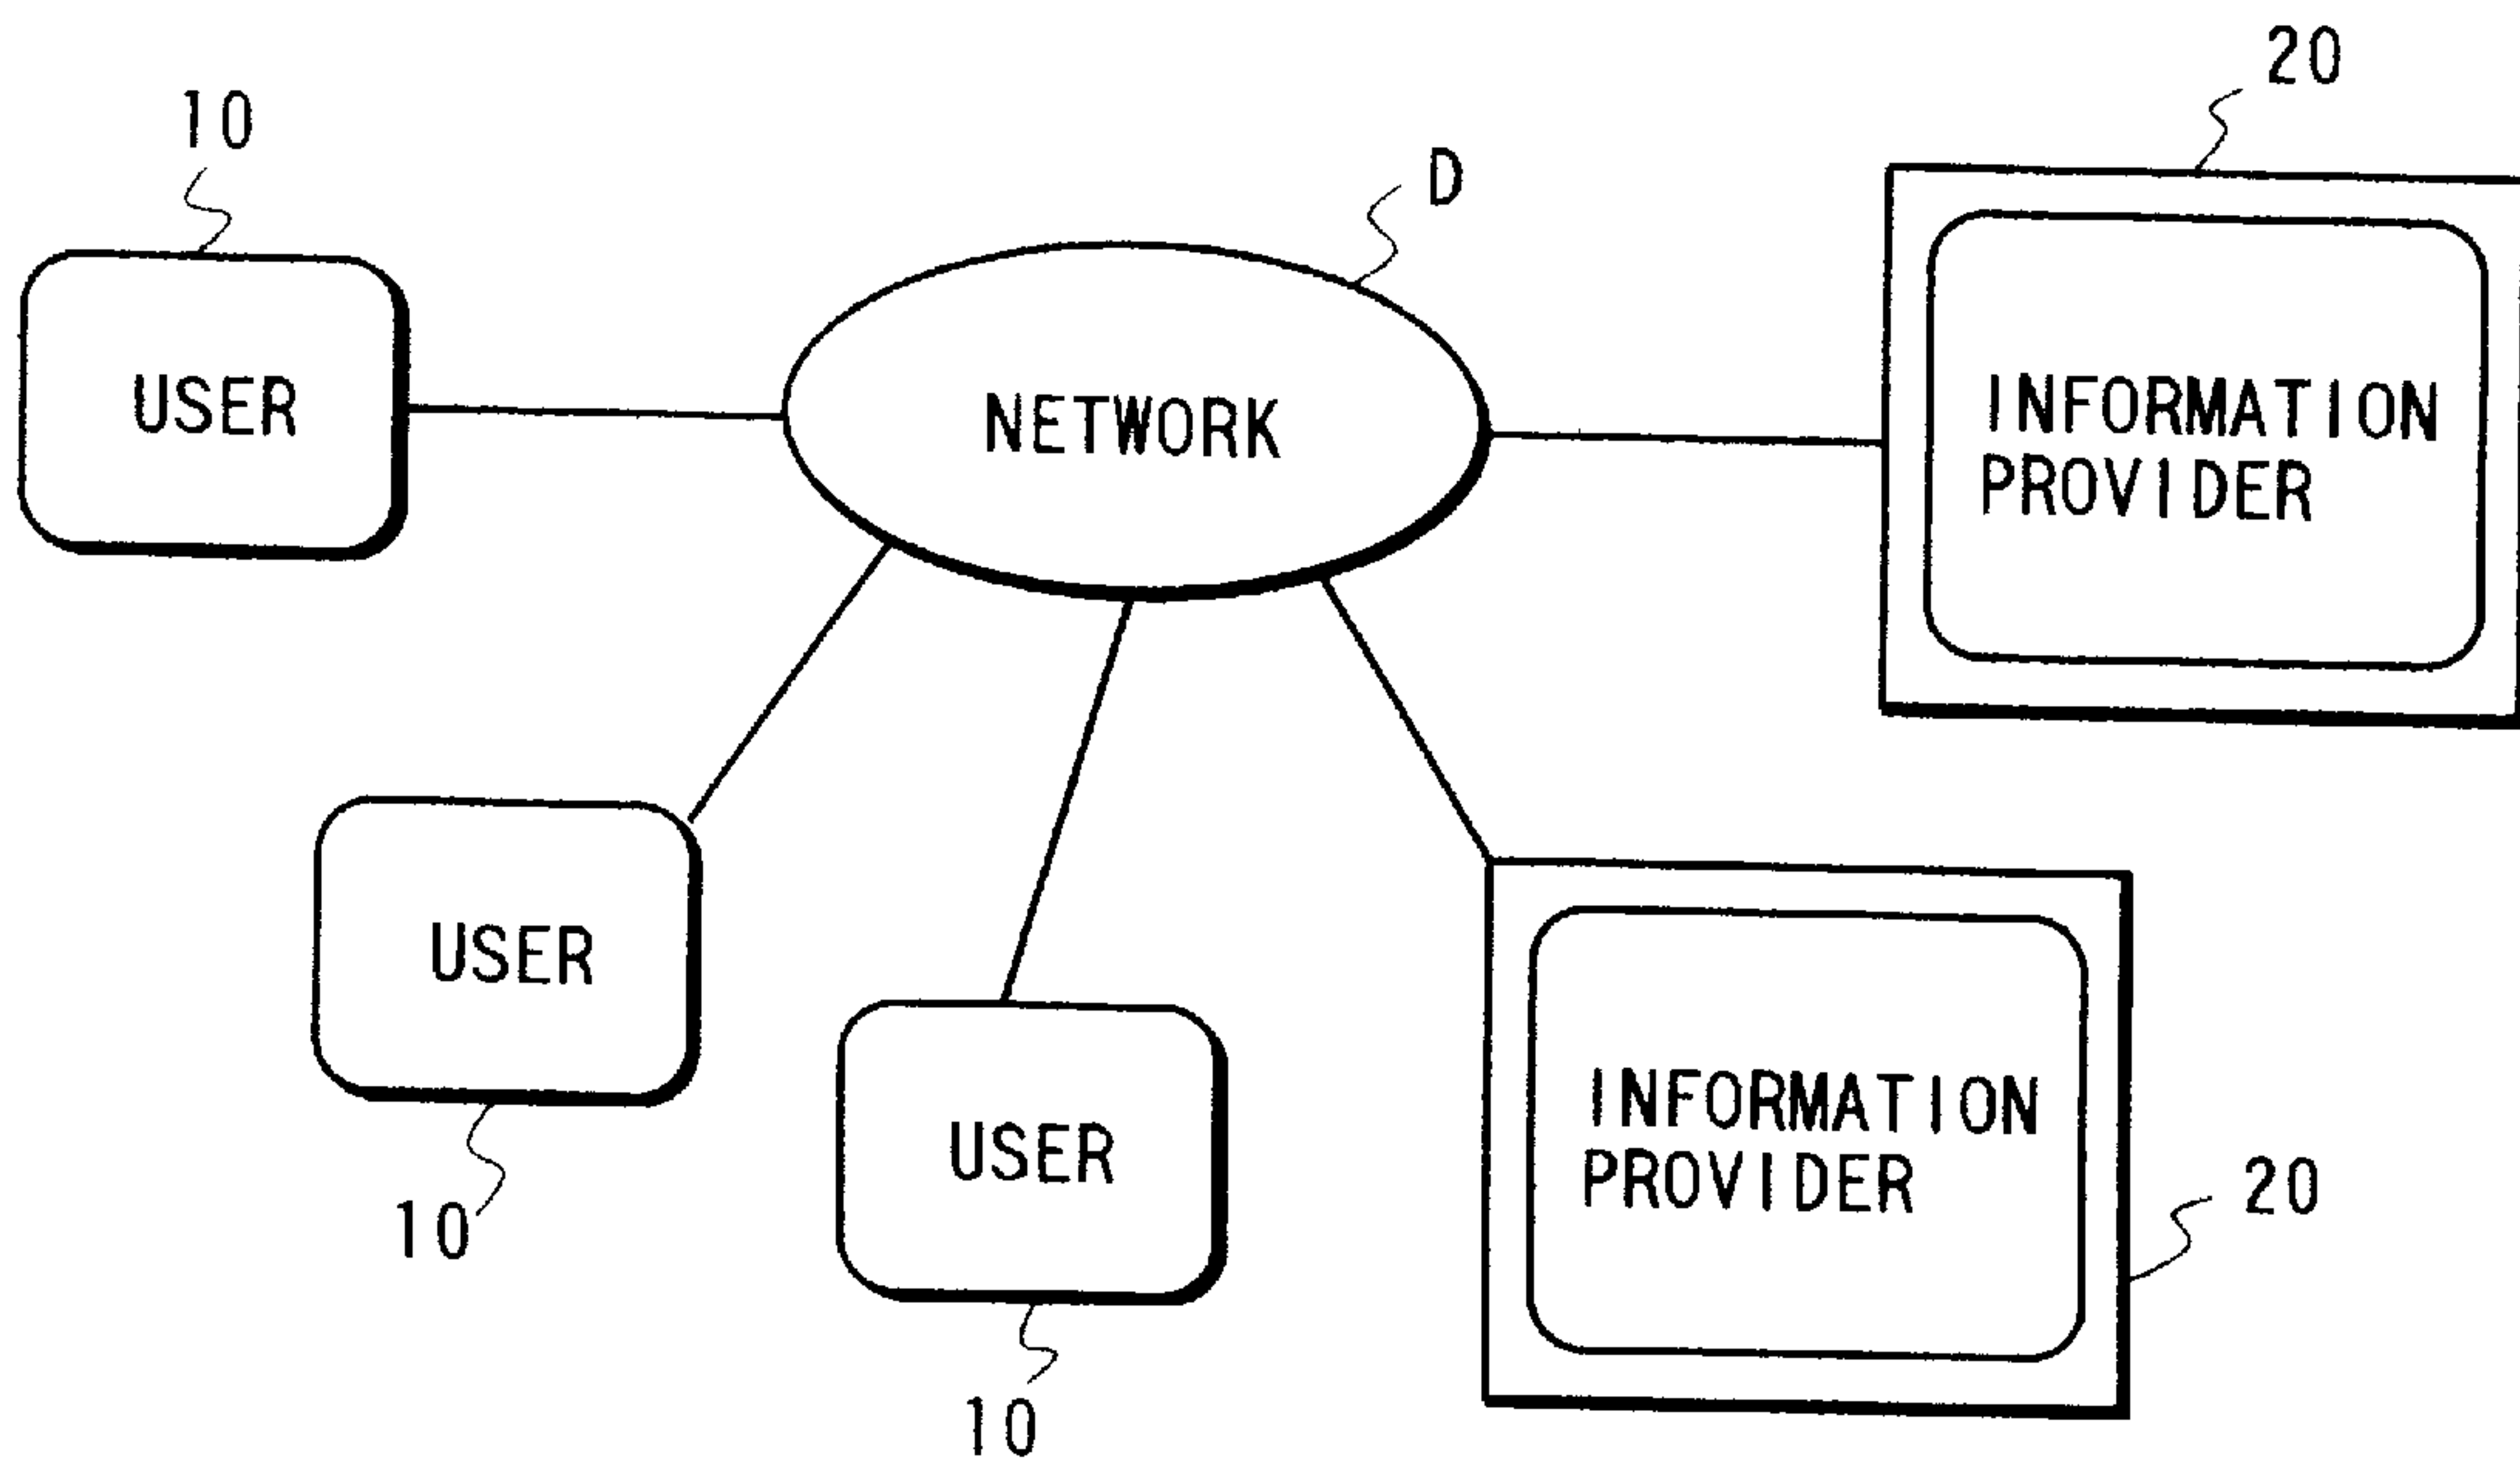 20
10
D
USER
NETWORK
INFORMATION
PROVIDER
USER
10
USER
10
INFORMATION
PROVIDER
20